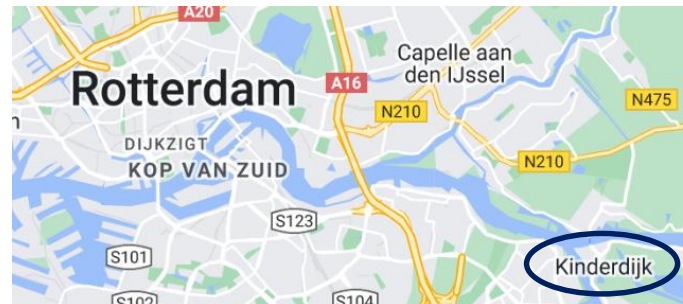 A20
Capelle aan
den IJssel
Rotterdam
A16
N210
N475
n
DIJKZIGT
KOP VAN ZUID
N210
S123
S101
Kinderdijk
S102
S104